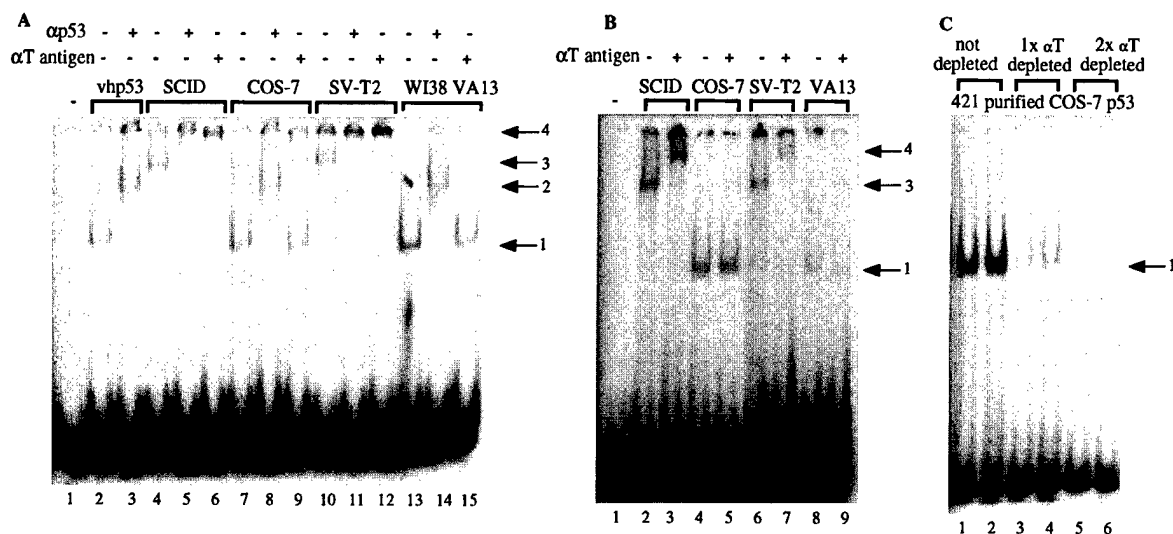 A
αp53 - + - + - - + - - + - - + -
αT antigen - - - - + - - + - - + - - +
- vhp53 SCID COS-7 SV-T2 WI38 VA13
4
3
2
1
1 2 3 4 5 6 7 8 9 10 11 12 13 14 15
B
αT antigen - + - + - + - +
- SCID COS-7 SV-T2 VA13
4
3
1
1 2 3 4 5 6 7 8 9
C
not 1x αT 2x αT
depleted depleted depleted
421 purified COS-7 p53
1
1 2 3 4 5 6